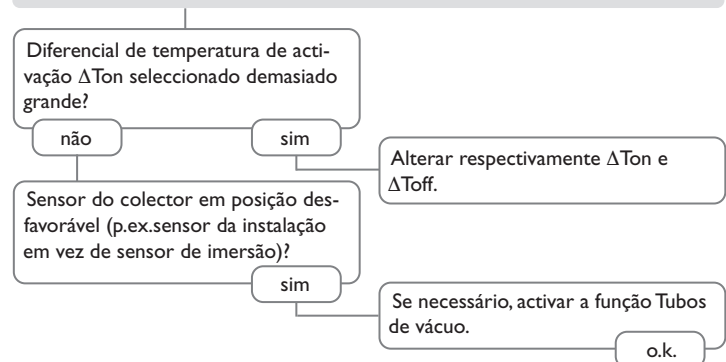 Diferencial de temperatura de acti-
vação ΔTon seleccionado demasiado
grande?
não
sim
Alterar respectivamente ΔTon e
ΔToff.
Sensor do colector em posição des-
favorável (p.ex.sensor da instalação
em vez de sensor de imersão)?
sim
Se necessário, activar a função Tubos
de vácuo.
o.k.